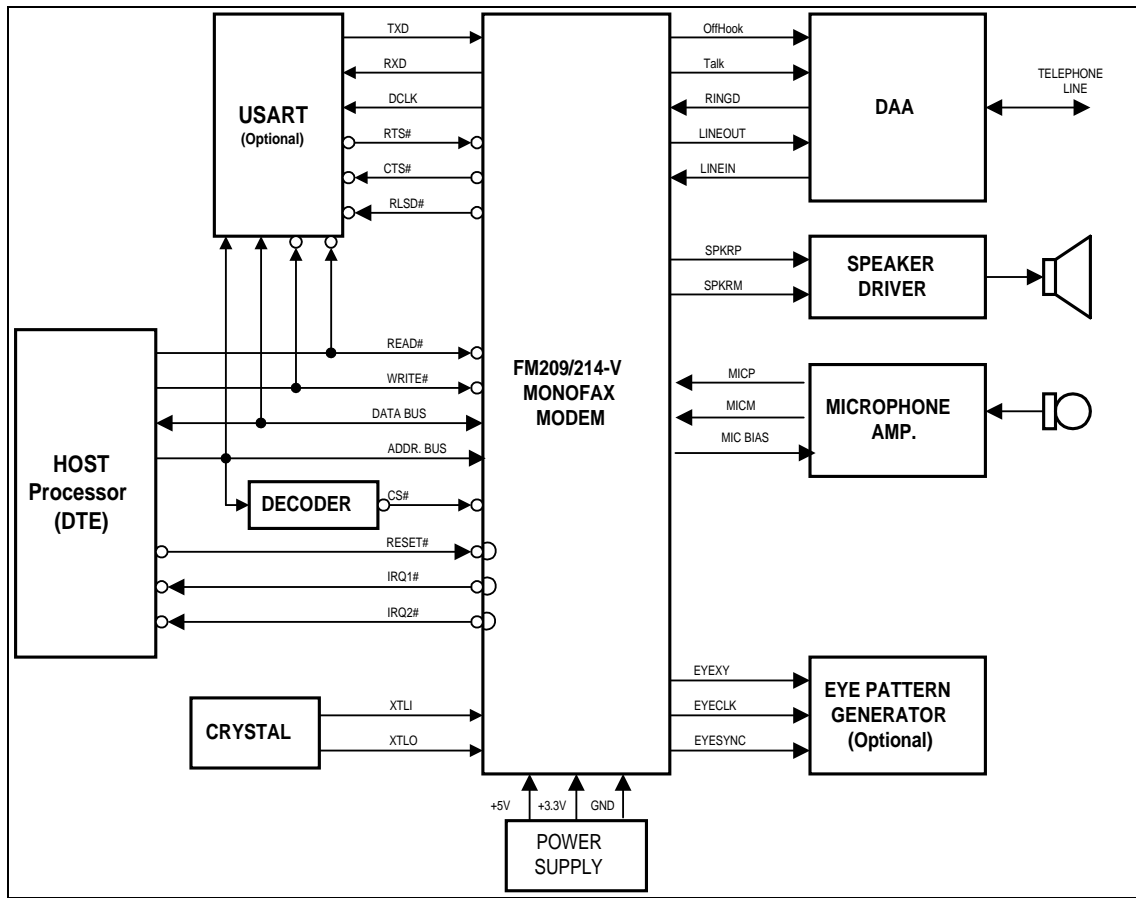 TXD
RXD
DCLK
RTS#
CTS#
RLSD#
USART
(Optional)
OffHook
Talk
RINGD
LINEOUT
LINEIN
DAA
TELEPHONE
LINE
SPKRP
SPKRM
SPEAKER
DRIVER
HOST
Processor
(DTE)
READ#
WRITE#
DATA BUS
ADDR. BUS
DECODER
CS#
RESET#
IRQ1#
IRQ2#
FM209/214-V
MONOFAX
MODEM
MICP
MICM
MIC BIAS
MICROPHONE
AMP.
CRYSTAL
XTLI
XTLO
EYEXY
EYECLK
EYESYNC
EYE PATTERN
GENERATOR
(Optional)
+5V
+3.3V
GND
POWER
SUPPLY